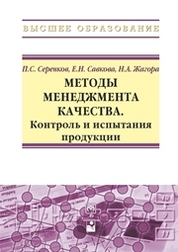 ВЫСШЕЕ ОБРАЗОВАНИЕ
П.С. Серенков, Е.Н. Савкова, Н.А. Жагора
МЕТОДЫ
МЕНЕДЖМЕНТА
КАЧЕСТВА.
Контроль и испытания
продукции